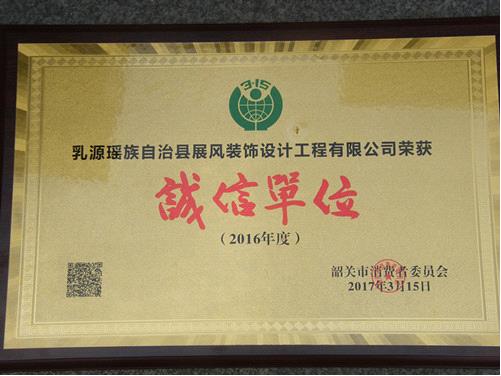 3·15
乳源瑶族自治县展风装饰设计工程有限公司荣获
誠信單位
（2016年度）
韶关市消费者委员会
2017年3月15日